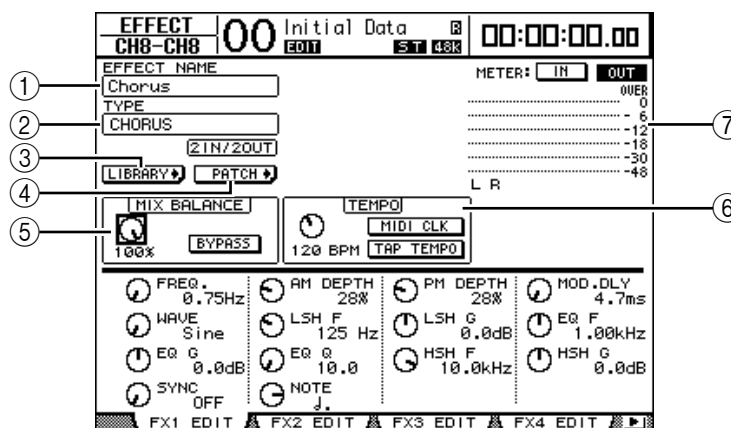 EFFECT
CH8-CH8
00 Initial Data R
EDIT ST 48k
00:00:00.00
EFFECT NAME
Chorus
TYPE
CHORUS
2IN/2OUT
LIBRARY PATCH
METER: IN OUT
OVER
0
- 6
-12
-18
-30
-48
L R
MIX BALANCE
100% BYPASS
TEMPO
MIDI CLK
120 BPM TAP TEMPO
FREQ. 0.75Hz
AM DEPTH 28%
PM DEPTH 28%
MOD.DLY 4.7ms
WAVE Sine
LSH F 125 Hz
LSH G 0.0dB
EQ F 1.00kHz
EQ G 0.0dB
EQ Q 10.0
HSH F 10.0kHz
HSH G 0.0dB
SYNC OFF
NOTE ♩.
FX1 EDIT FX2 EDIT FX3 EDIT FX4 EDIT
1
2
3
4
5
6
7